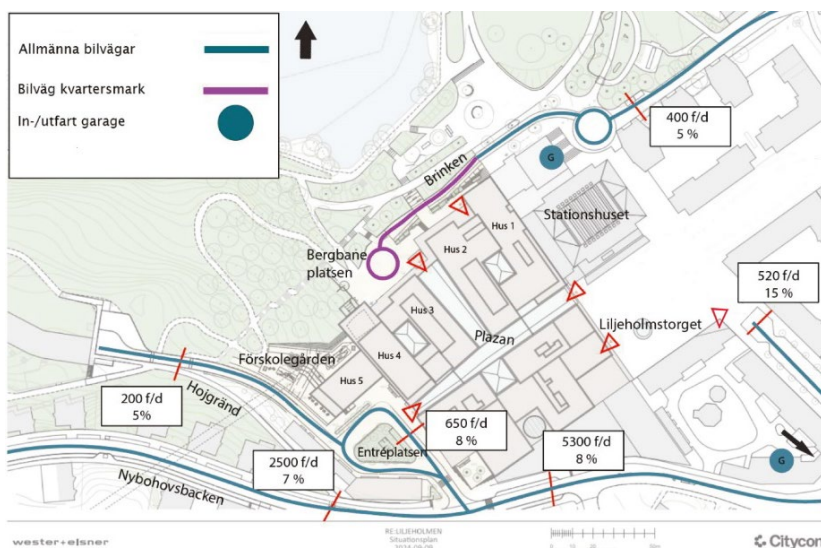 Allmänna bilvägar
Bilväg kvartersmark
In-/utfart garage
400 f/d
5 %
G
Brinken
Stationshuset
Hus 1
Hus 2
Bergbane
platsen
520 f/d
15 %
Hus 3
Plazan
Liljeholmstorget
Förskolegården
Hus 4
Hus 5
Hojgränd
200 f/d
5%
650 f/d
8 %
Entréplatsen
5300 f/d
8 %
2500 f/d
7 %
G
Nybohovsbacken
wester+elsner
RE:LILJEHOLMEN
Situationsplan
Citycon